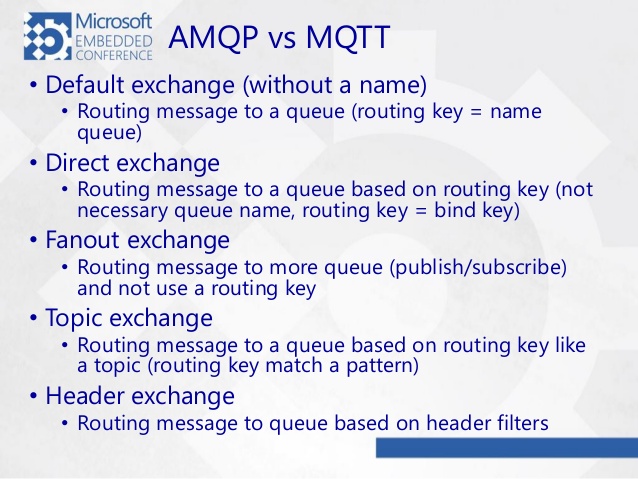 Microsoft
EMBEDDED
CONFERENCE
AMQP vs MQTT
• Default exchange (without a name)
• Routing message to a queue (routing key = name
queue)
• Direct exchange
• Routing message to a queue based on routing key (not
necessary queue name, routing key = bind key)
• Fanout exchange
• Routing message to more queue (publish/subscribe)
and not use a routing key
• Topic exchange
• Routing message to a queue based on routing key like
a topic (routing key match a pattern)
• Header exchange
• Routing message to queue based on header filters